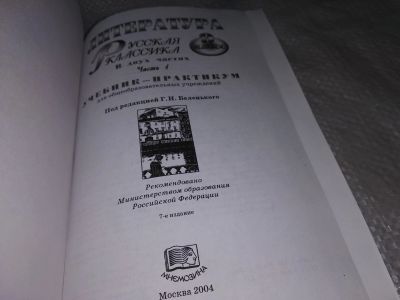 ЛИТЕРАТУРА
РУССКАЯ
КЛАССИКА
В двух частях
Часть 1
УЧЕБНИК—ПРАКТИКУМ
для общеобразовательных учреждений
Под редакцией Г.И. Беленького
Рекомендовано
Министерством образования
Российской Федерации
7-е издание
МНЕМОЗИНА
Москва 2004